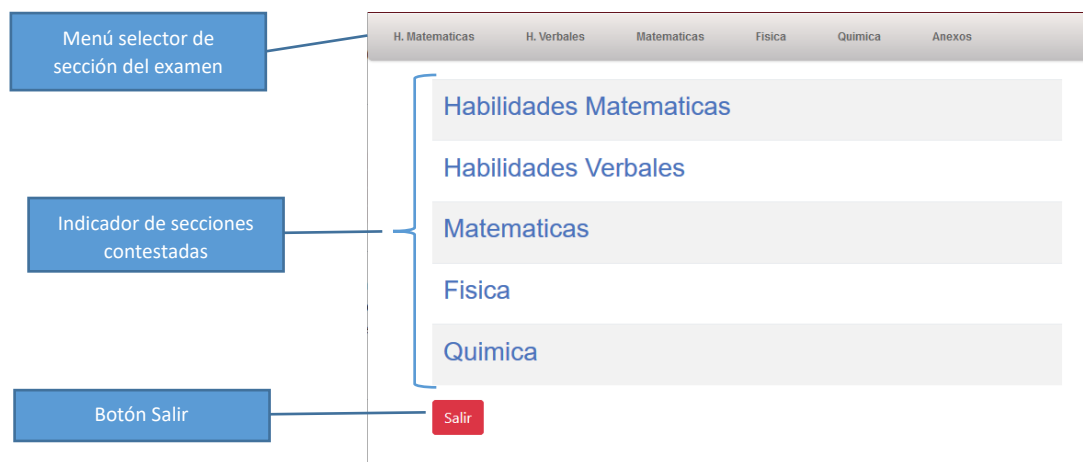 Menú selector de
sección del examen
H. Matematicas H. Verbales Matematicas Fisica Quimica Anexos
Habilidades Matematicas
Habilidades Verbales
Indicador de secciones
contestadas
Matematicas
Fisica
Quimica
Botón Salir
Salir